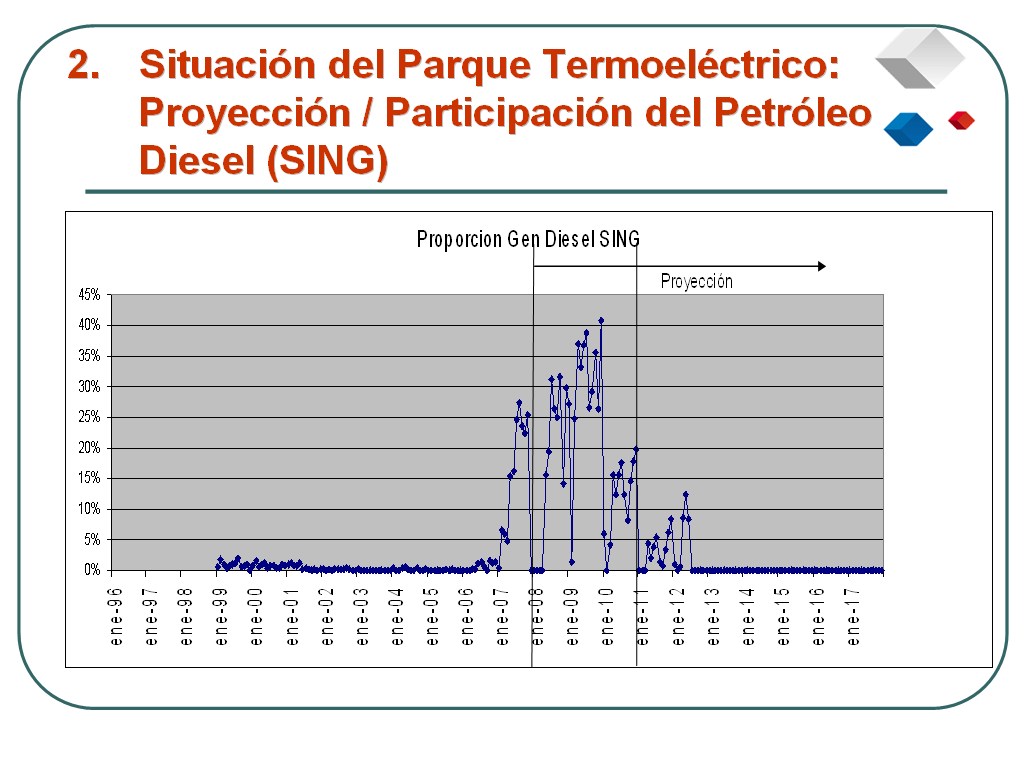 2. Situación del Parque Termoeléctrico:
Proyección / Participación del Petróleo
Diesel (SING)
Proporcion Gen Diesel SING
Proyección
45%
40%
35%
30%
25%
20%
15%
10%
5%
0%
ene-96
ene-97
ene-98
ene-99
ene-00
ene-01
ene-02
ene-03
ene-04
ene-05
ene-06
ene-07
ene-08
ene-09
ene-10
ene-11
ene-12
ene-13
ene-14
ene-15
ene-16
ene-17